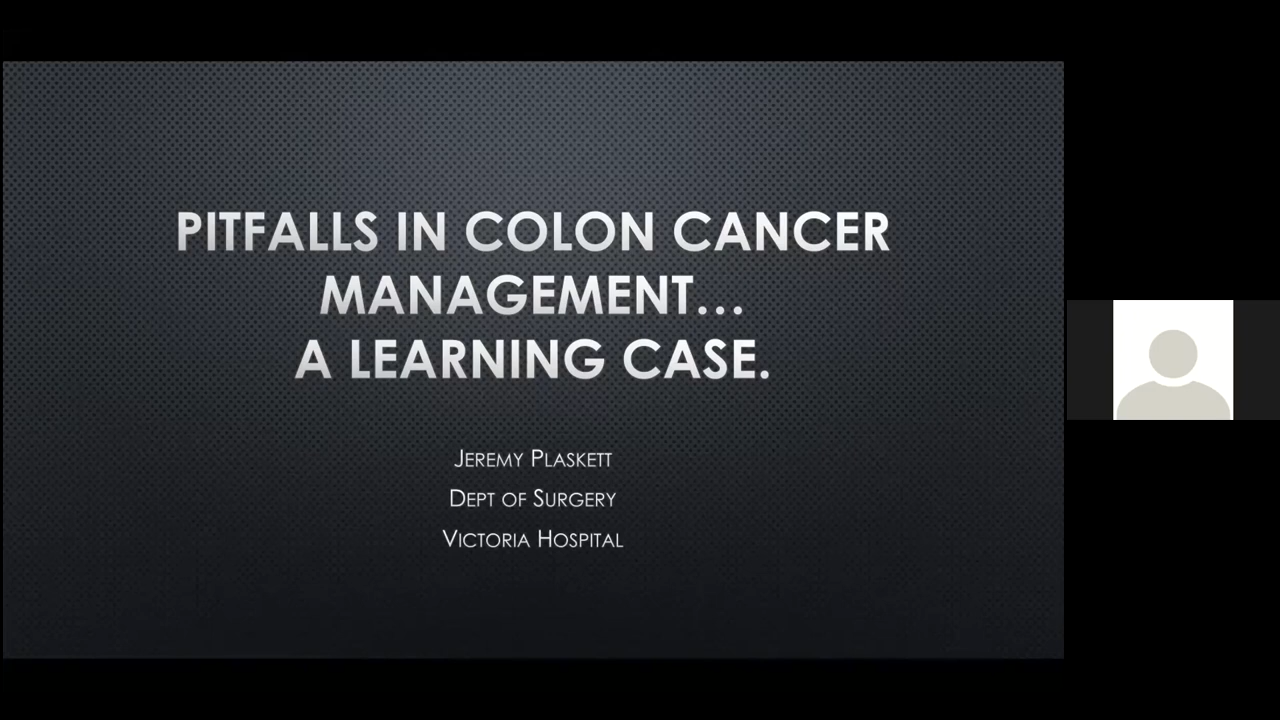 PITFALLS IN COLON CANCER
MANAGEMENT...
A LEARNING CASE.
JEREMY PLASKETT
DEPT OF SURGERY
VICTORIA HOSPITAL